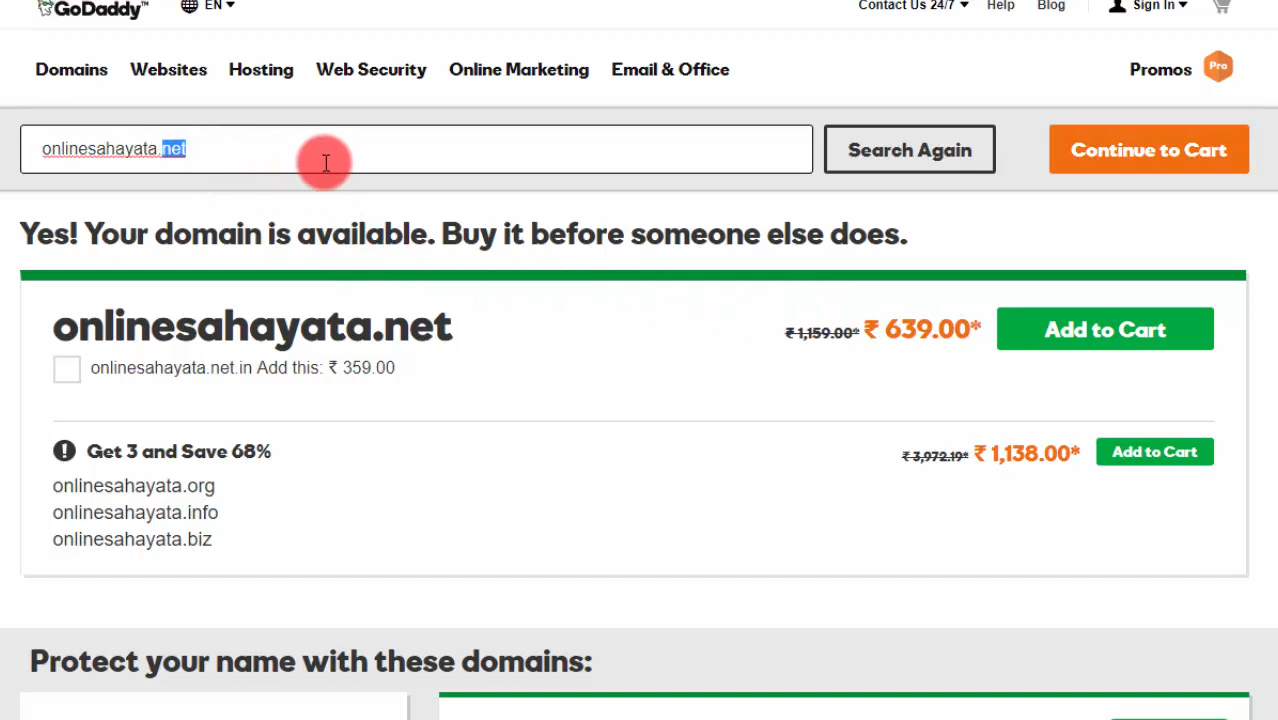 GoDaddy™ EN Contact Us 24/7 Help Blog Sign In
Domains Websites Hosting Web Security Online Marketing Email & Office Promos Pro
onlinesahayata.net Search Again Continue to Cart
Yes! Your domain is available. Buy it before someone else does.
onlinesahayata.net ₹ 1,159.00* ₹ 639.00* Add to Cart
onlinesahayata.net.in Add this: ₹ 359.00
! Get 3 and Save 68% ₹ 3,972.19* ₹ 1,138.00* Add to Cart
onlinesahayata.org
onlinesahayata.info
onlinesahayata.biz
Protect your name with these domains: